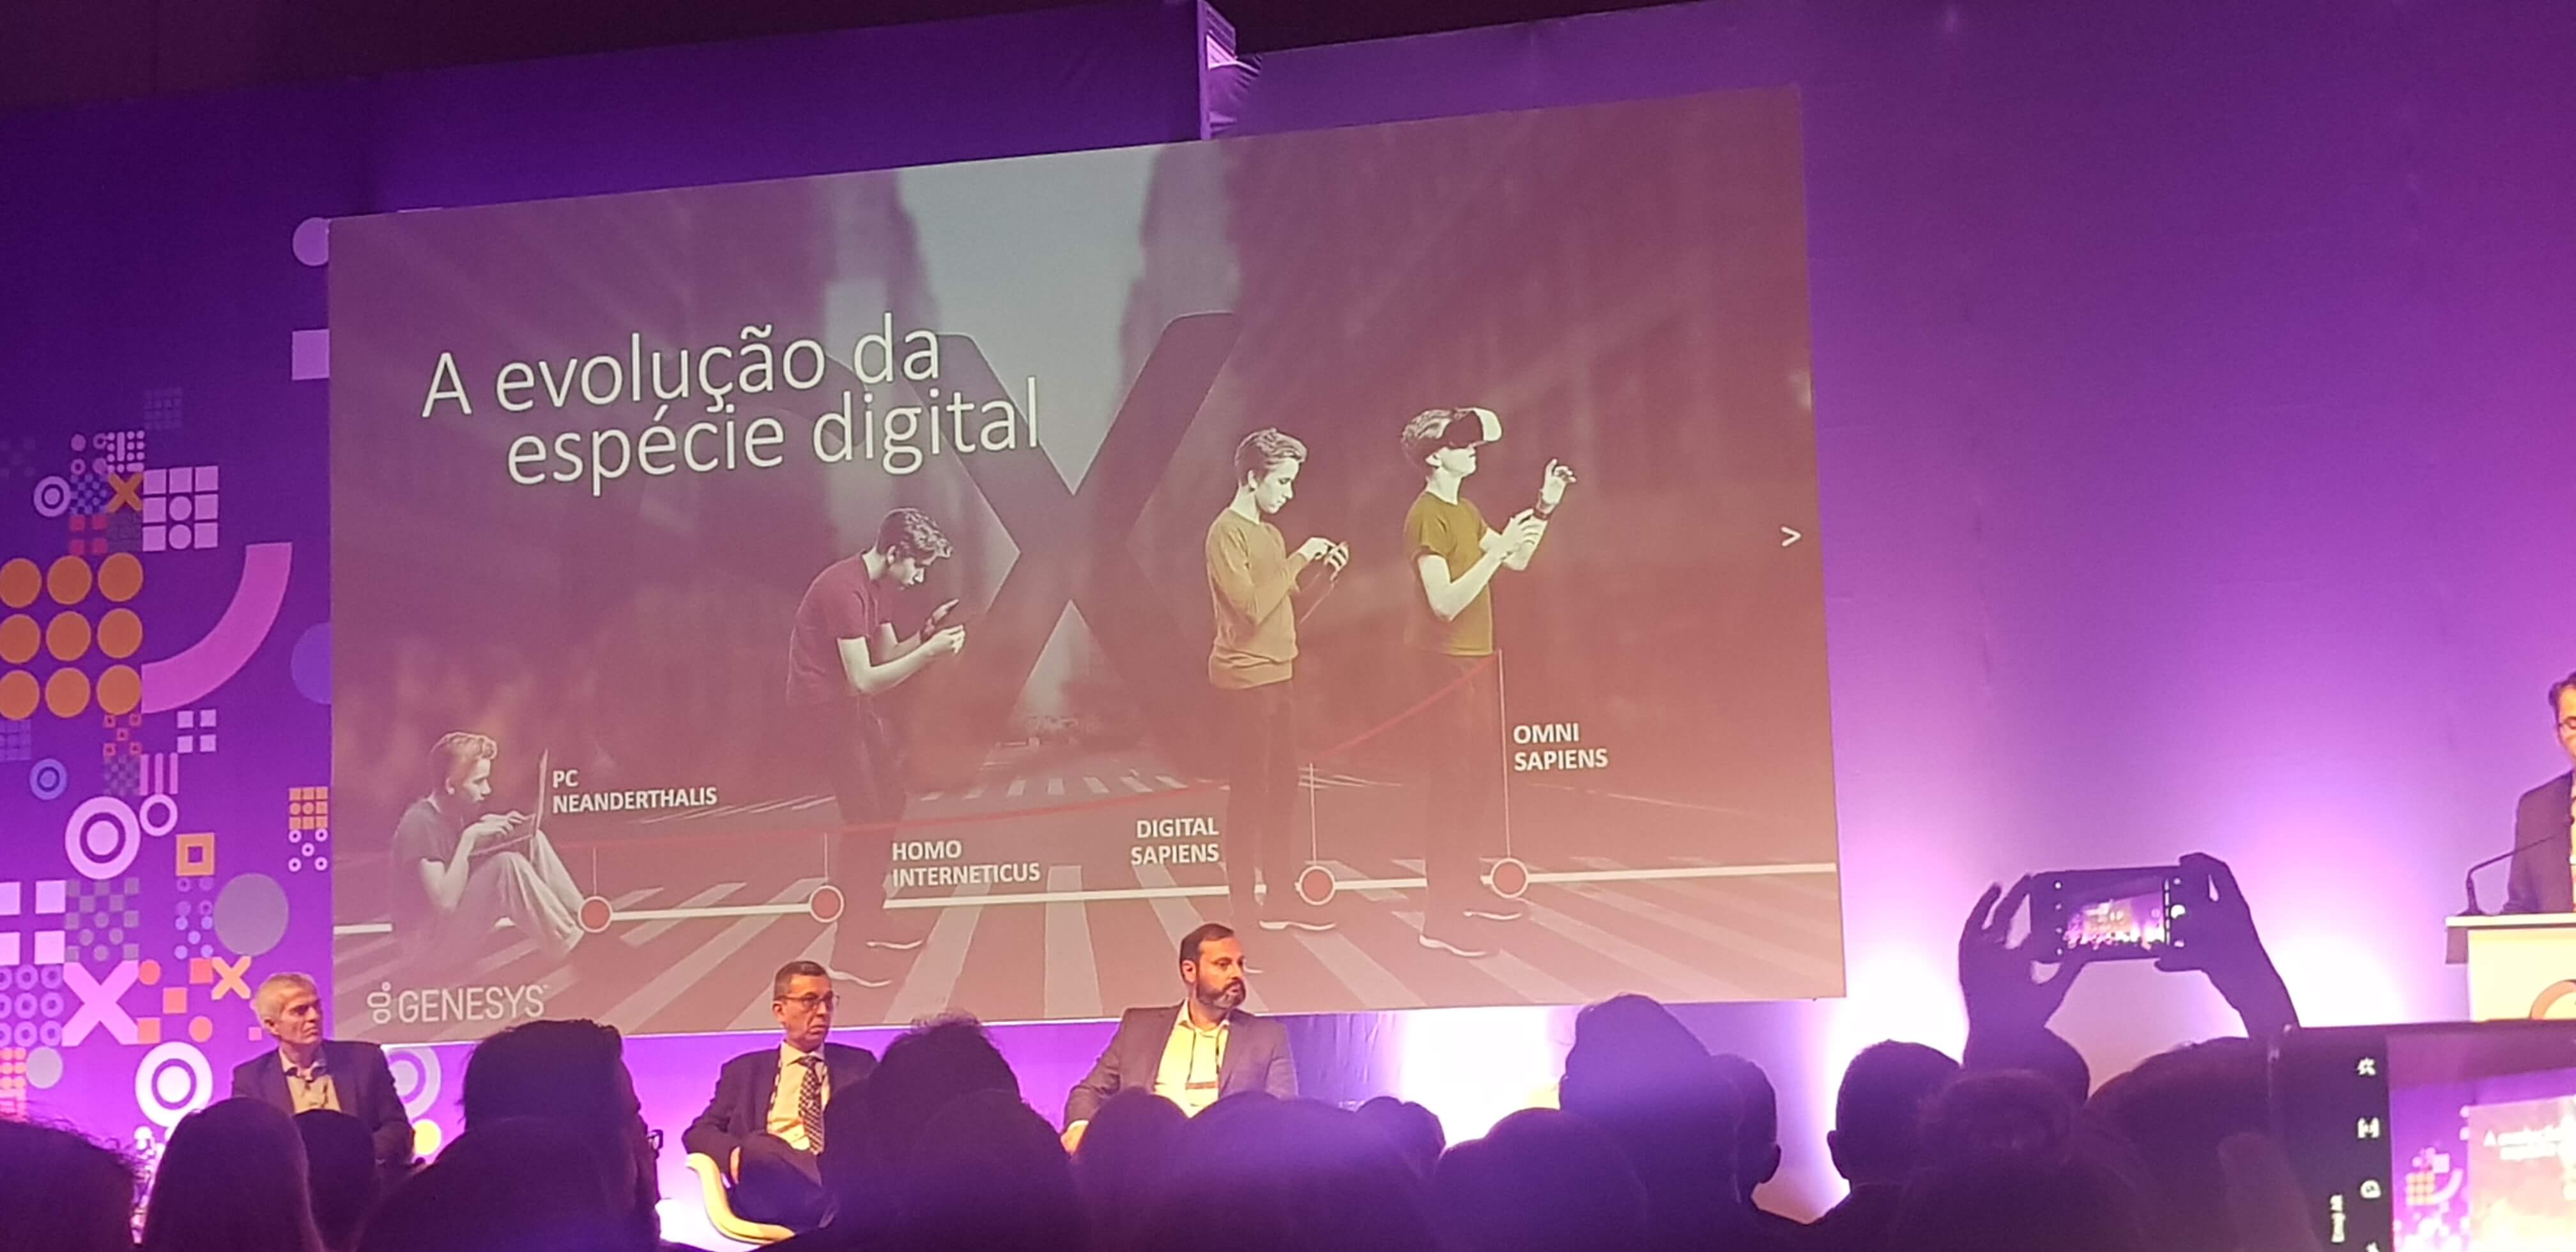 A evolução da
espécie digital
PC
NEANDERTHALIS
HOMO
INTERNETICUS
DIGITAL
SAPIENS
OMNI
SAPIENS
>
GENESYS